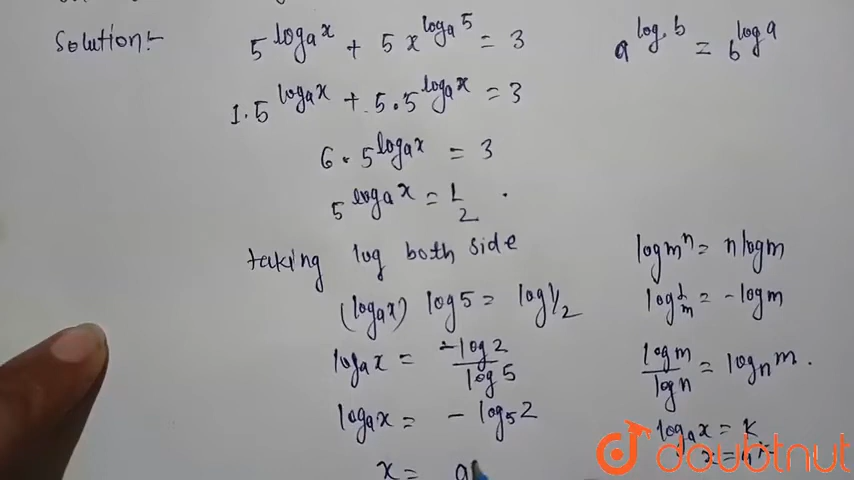 Solution:- 5^{log_a x} + 5 x^{log_a 5} = 3 a^{log b} = b^{log a}
1.5^{log_a x} + 5.5^{log_a x} = 3
6.5^{log_a x} = 3
5^{log_a x} = 1/2
taking log both side log m^n = n log m
(log_a x) log 5 = log 1/2 log 1/m = - log m
log_a x = -log 2 / log 5 log m / log n = log_n m.
log_a x = - log_5 2 log_a x = K
x = a x = a^K
doubtnut